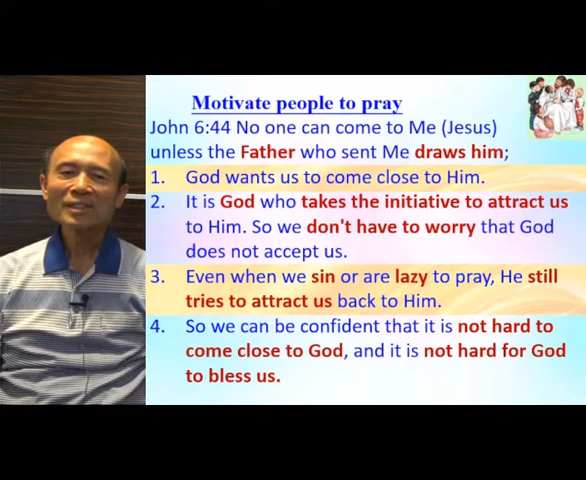 Motivate people to pray
John 6:44 No one can come to Me (Jesus)
unless the Father who sent Me draws him;
1. God wants us to come close to Him.
2. It is God who takes the initiative to attract us
to Him. So we don't have to worry that God
does not accept us.
3. Even when we sin or are lazy to pray, He still
tries to attract us back to Him.
4. So we can be confident that it is not hard to
come close to God, and it is not hard for God
to bless us.